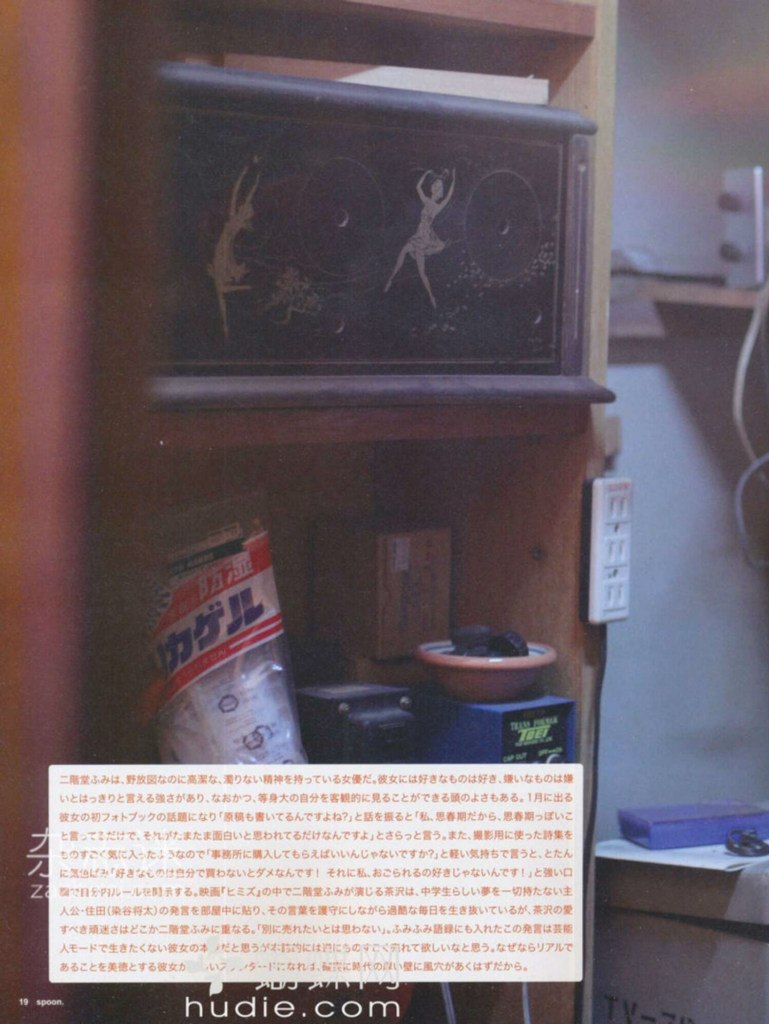 カゲル
TRANS FORMER
TOEI
CAP OUT
二階堂ふみは、野放図なのに高潔な、濁りない精神を持っている女優だ。彼女には好きなものは好き、嫌いなものは嫌
いとはっきりと言える強さがあり、なおかつ、等身大の自分を客観的に見ることができる頭のよさもある。1月に出る
彼女の初フォトブックの話題になり「原稿も書いてるんですよね?」と話を振ると「私、思春期だから、思春期っぽいこ
と言ってるだけで、それがたまたま面白いと思われてるだけなんですよ」とさらっと言う。また、撮影用に使った詩集を
ものすごく気に入ったようなので「事務所に購入してもらえばいいんじゃないですか?」と軽い気持ちで言うと、とたん
に気色ばみ「好きなものは自分で買わないとダメなんです! それに私、おごられるの好きじゃないんです!」と強い口
調で自分内ルールを開示する。映画『ヒミズ』の中で二階堂ふみが演じる茶沢は、中学生らしい夢を一切持たない主
人公・住田(染谷将太)の発言を部屋中に貼り、その言葉を護守にしながら過酷な毎日を生き抜いているが、茶沢の愛
すべき頑迷さはどこか二階堂ふみに重なる。「別に売れたいとは思わない」。ふみふみ語録にも入れたこの発言は芸能
人モードで生きたくない彼女の本 だと思うが本質的には逆にものすごく売れて欲しいなと思う。なぜならリアルで
あることを美徳とする彼女が しいスタンダードになれば、確実に時代の厚い壁に風穴があくはずだから。
hudie.com
19 spoon.